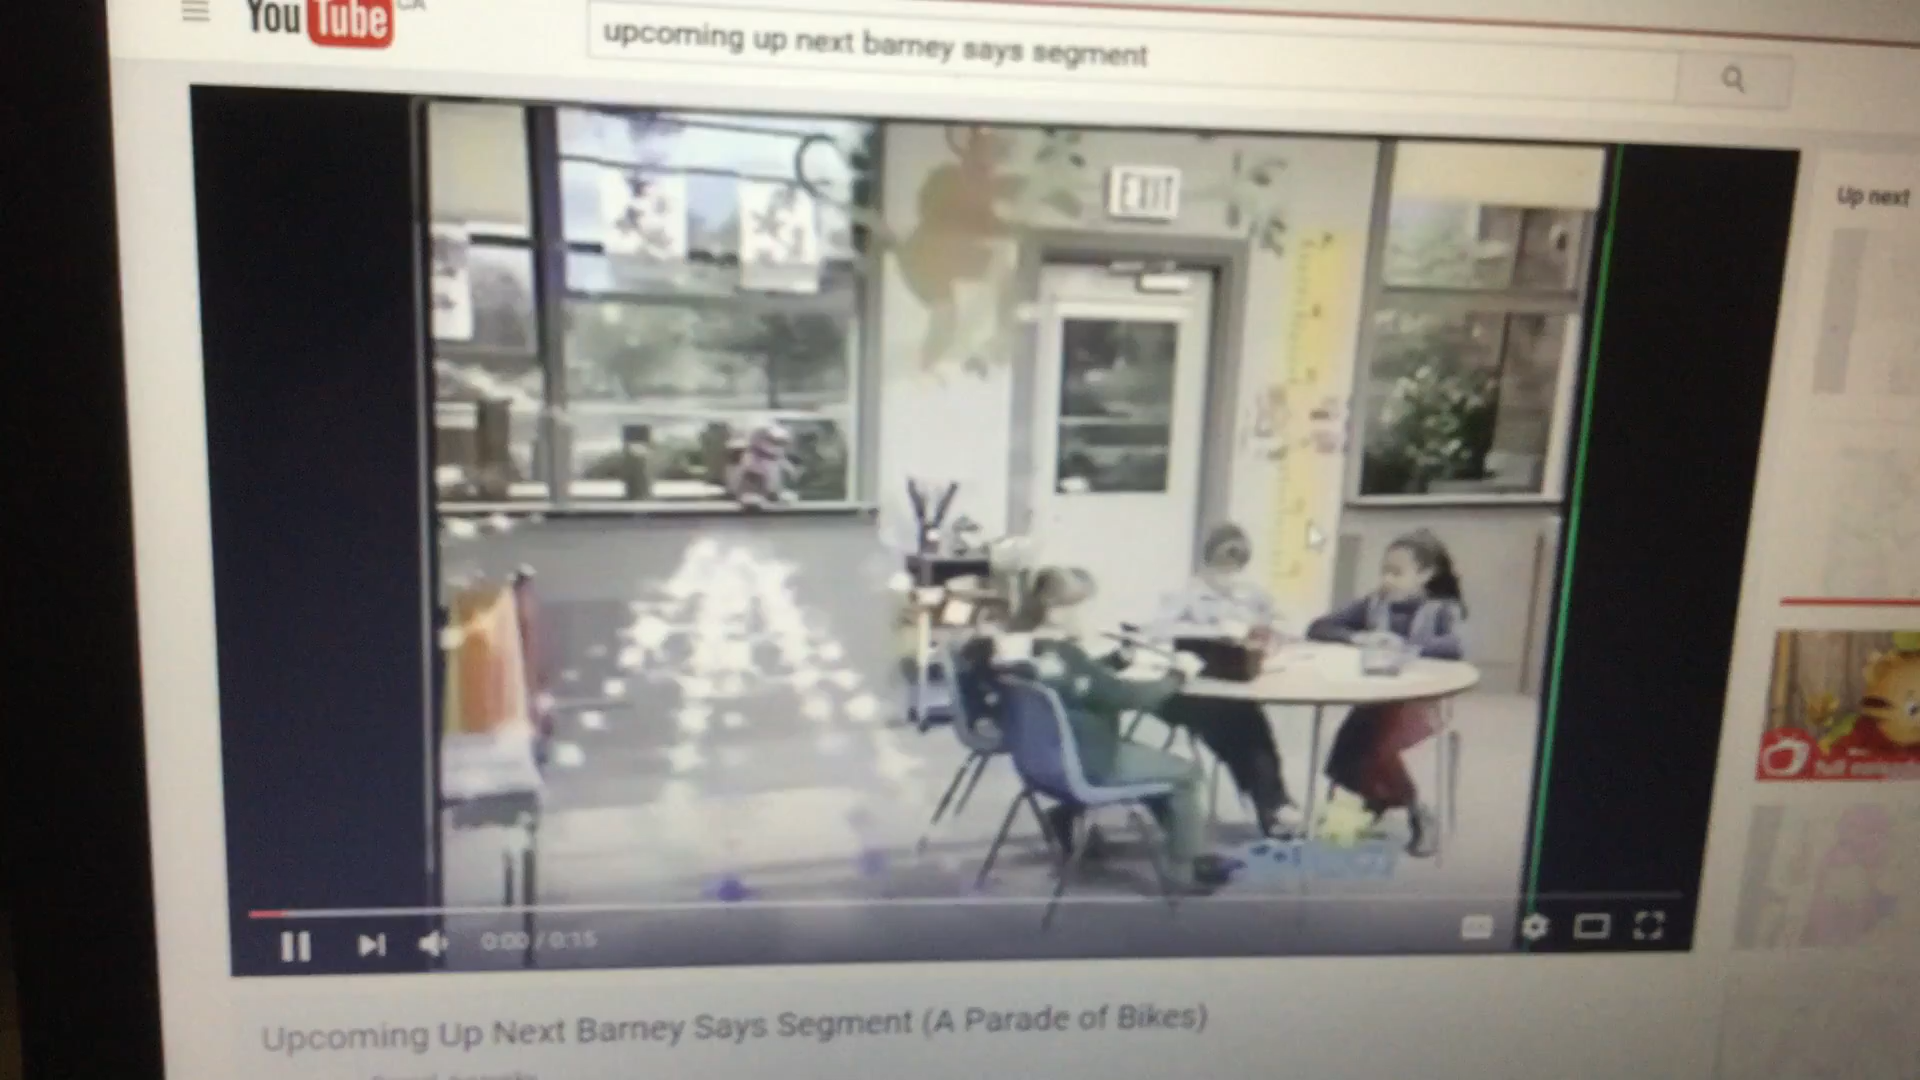 YouTube CA
upcoming up next barney says segment
Up next
EXIT
0:00 / 0:15
Upcoming Up Next Barney Says Segment (A Parade of Bikes)